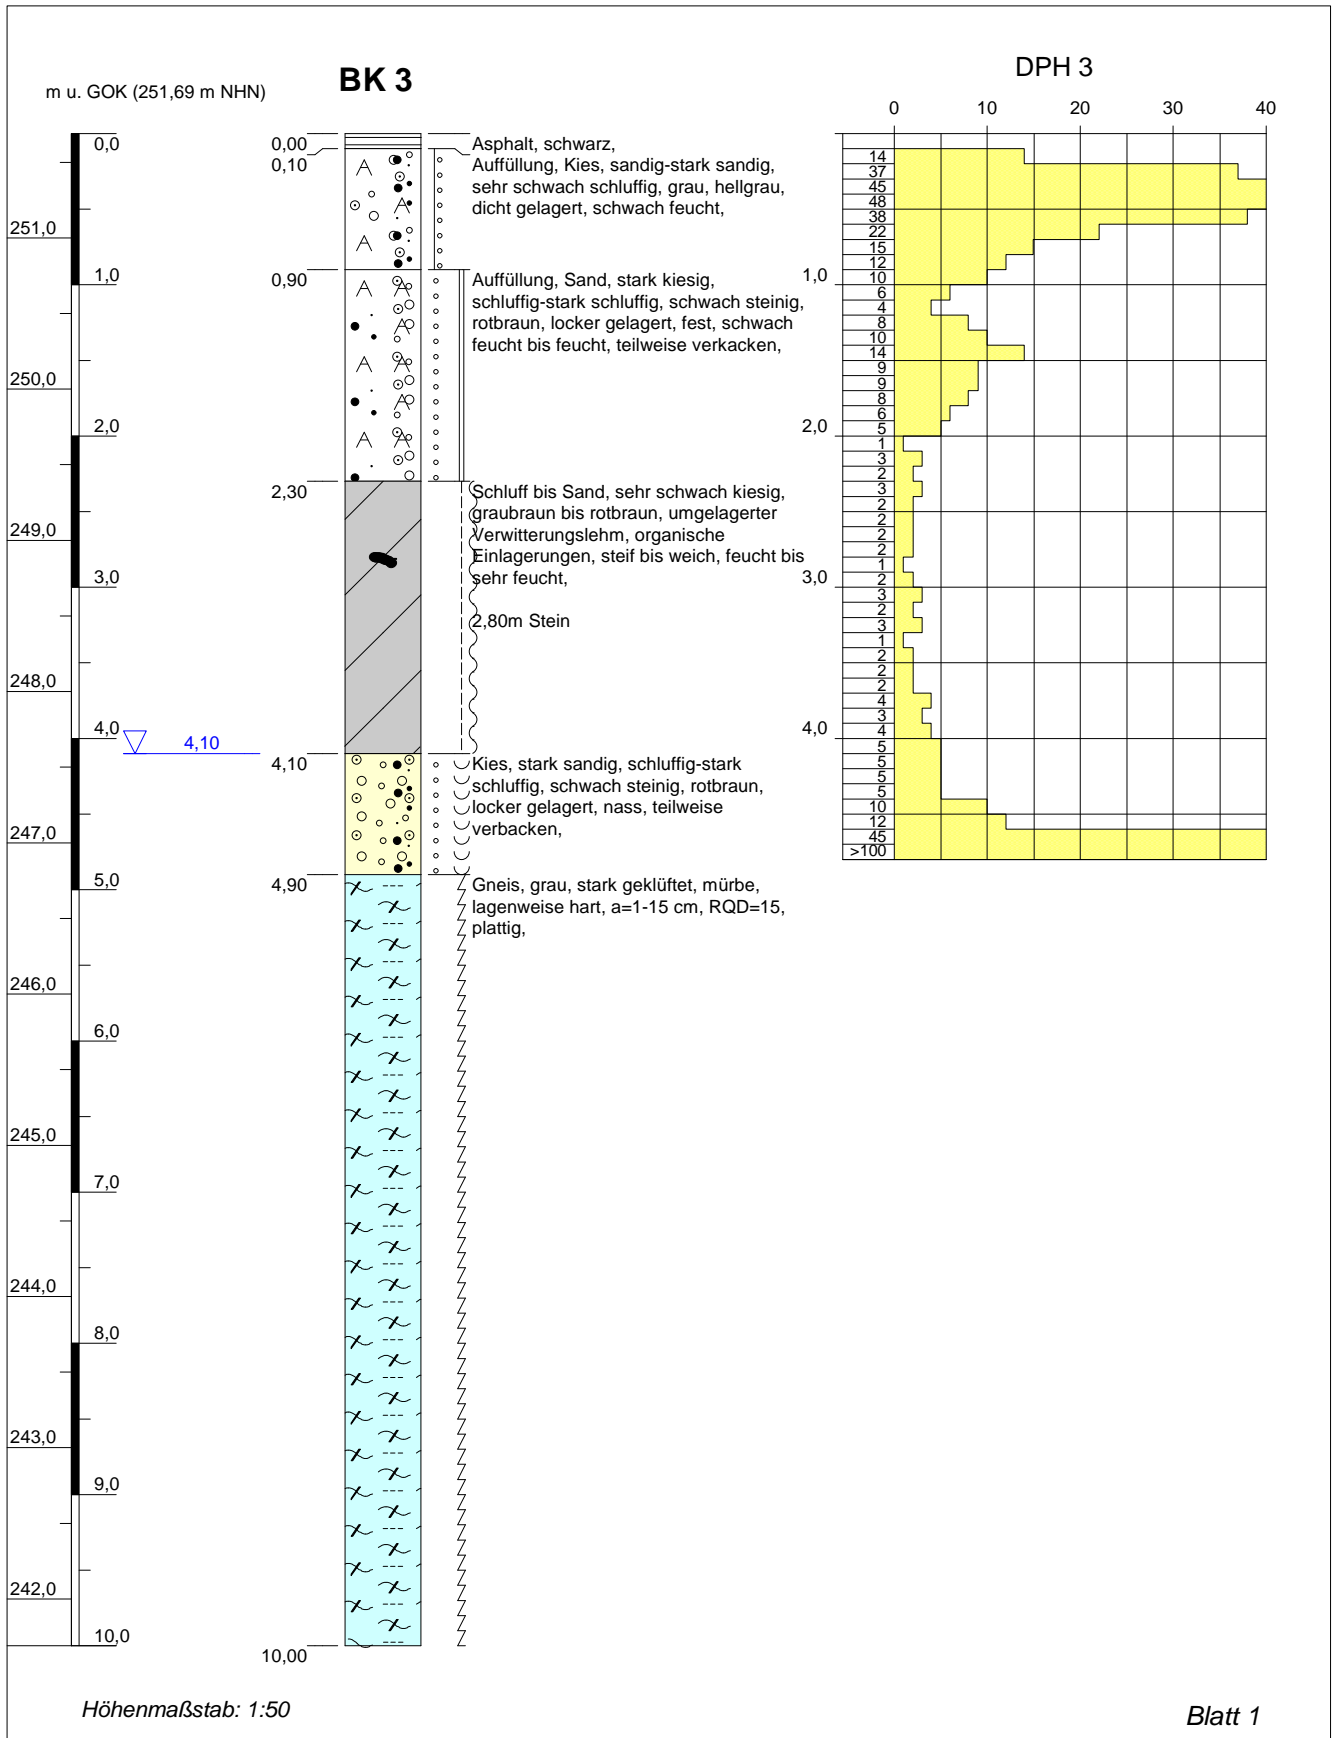 BK 3
DPH 3
m u. GOK (251,69 m NHN)
0 10 20 30 40
0,0
1,0
2,0
3,0
4,0
5,0
6,0
7,0
8,0
9,0
10,0
251,0
250,0
249,0
248,0
247,0
246,0
245,0
244,0
243,0
242,0
4,10
0,00
Asphalt, schwarz,
0,10
Auffüllung, Kies, sandig-stark sandig,
sehr schwach schluffig, grau, hellgrau,
dicht gelagert, schwach feucht,
0,90
Auffüllung, Sand, stark kiesig,
schluffig-stark schluffig, schwach steinig,
rotbraun, locker gelagert, fest, schwach
feucht bis feucht, teilweise verkacken,
2,30
Schluff bis Sand, sehr schwach kiesig,
graubraun bis rotbraun, umgelagerter
Verwitterungslehm, organische
Einlagerungen, steif bis weich, feucht bis
sehr feucht,
2,80m Stein
4,10
Kies, stark sandig, schluffig-stark
schluffig, schwach steinig, rotbraun,
locker gelagert, nass, teilweise
verbacken,
4,90
Gneis, grau, stark geklüftet, mürbe,
lagenweise hart, a=1-15 cm, RQD=15,
plattig,
10,00
14
37
45
48
38
22
15
12
1,0
10
6
4
8
10
14
9
9
8
6
2,0
5
1
3
2
3
2
2
2
2
1
3,0
2
3
2
3
1
2
2
2
4
3
4,0
4
5
5
5
5
10
12
45
>100
Höhenmaßstab: 1:50
Blatt 1